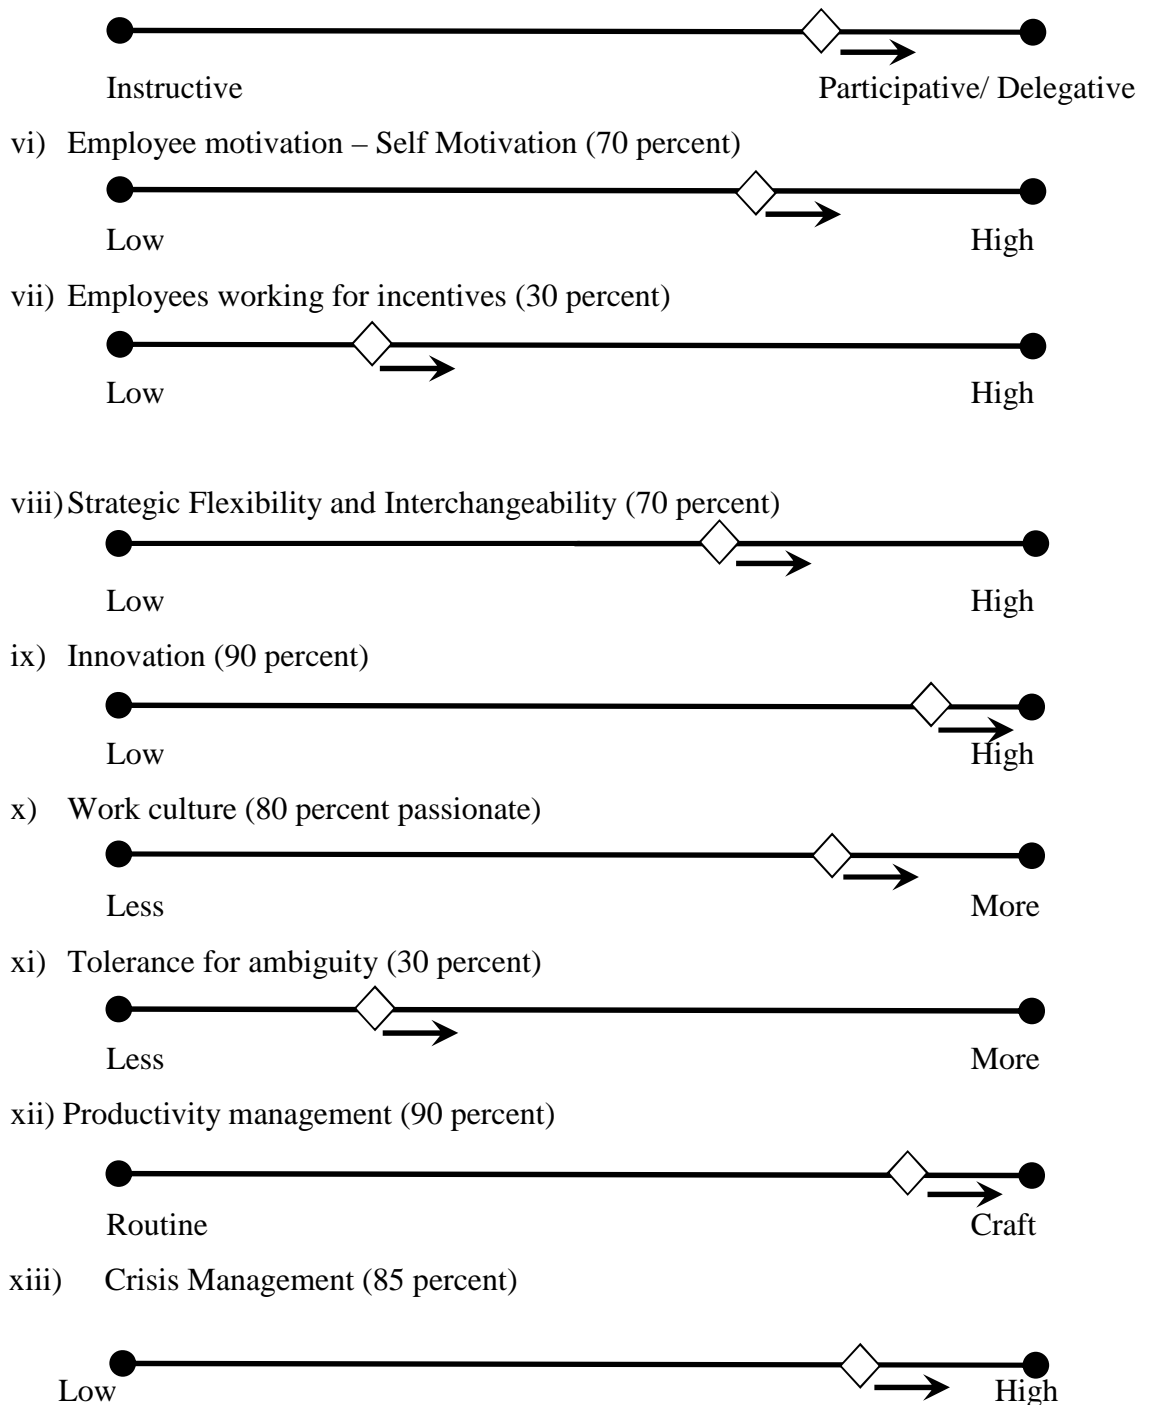 Instructive Participative/ Delegative
vi) Employee motivation – Self Motivation (70 percent)
Low High
vii) Employees working for incentives (30 percent)
Low High
viii) Strategic Flexibility and Interchangeability (70 percent)
Low High
ix) Innovation (90 percent)
Low High
x) Work culture (80 percent passionate)
Less More
xi) Tolerance for ambiguity (30 percent)
Less More
xii) Productivity management (90 percent)
Routine Craft
xiii) Crisis Management (85 percent)
Low High